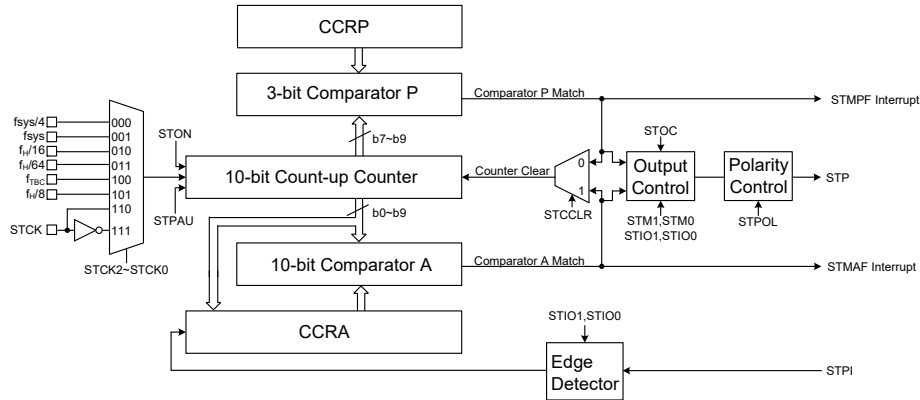 CCRP
3-bit Comparator P
Comparator P Match
STMPF Interrupt
b7~b9
fsys/4
000
fsys
001
fH/16
010
fH/64
011
fTBC
100
fH/8
101
110
STCK
111
STCK2~STCK0
STON
STPAU
10-bit Count-up Counter
Counter Clear
0
1
STCCLR
STOC
Output
Control
STM1,STM0
STIO1,STIO0
Polarity
Control
STPOL
STP
b0~b9
10-bit Comparator A
Comparator A Match
STMAF Interrupt
CCRA
STIO1,STIO0
Edge
Detector
STPI